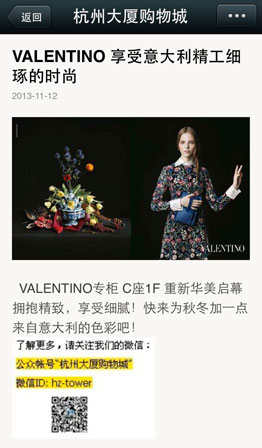 返回
杭州大厦购物城
VALENTINO 享受意大利精工细
琢的时尚
2013-11-12
VALENTINO
VALENTINO专柜 C座1F 重新华美启幕
拥抱精致，享受细腻！快来为秋冬加一点
来自意大利的色彩吧！
了解更多，请关注我们的微信：
公众帐号“杭州大厦购物城”
微信ID: hz-tower